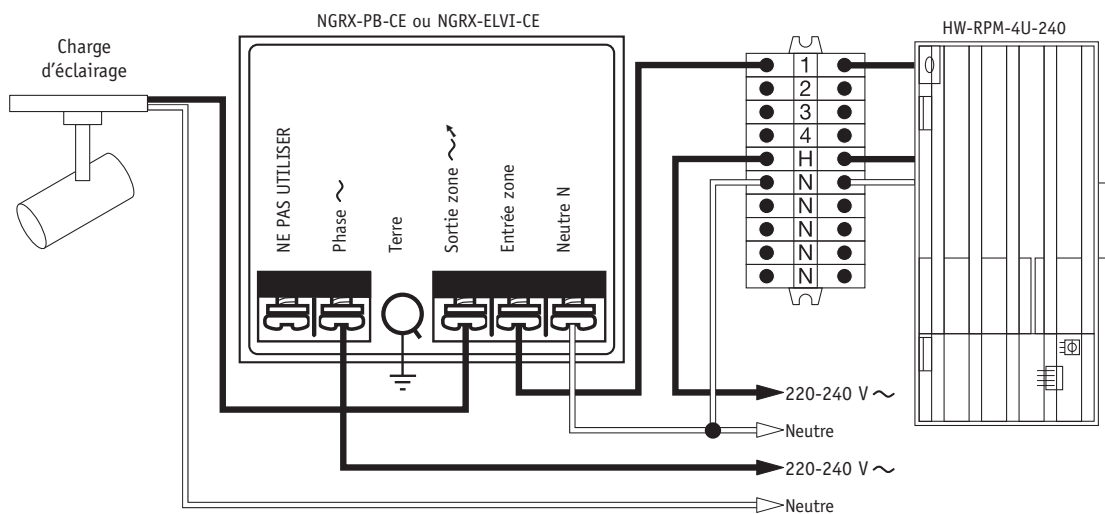 NGRX-PB-CE ou NGRX-ELVI-CE
HW-RPM-4U-240
Charge
d'éclairage
NE PAS UTILISER
Phase
Terre
Sortie zone
Entrée zone
Neutre N
1
2
3
4
H
N
N
N
N
N
220-240 V
Neutre
220-240 V
Neutre